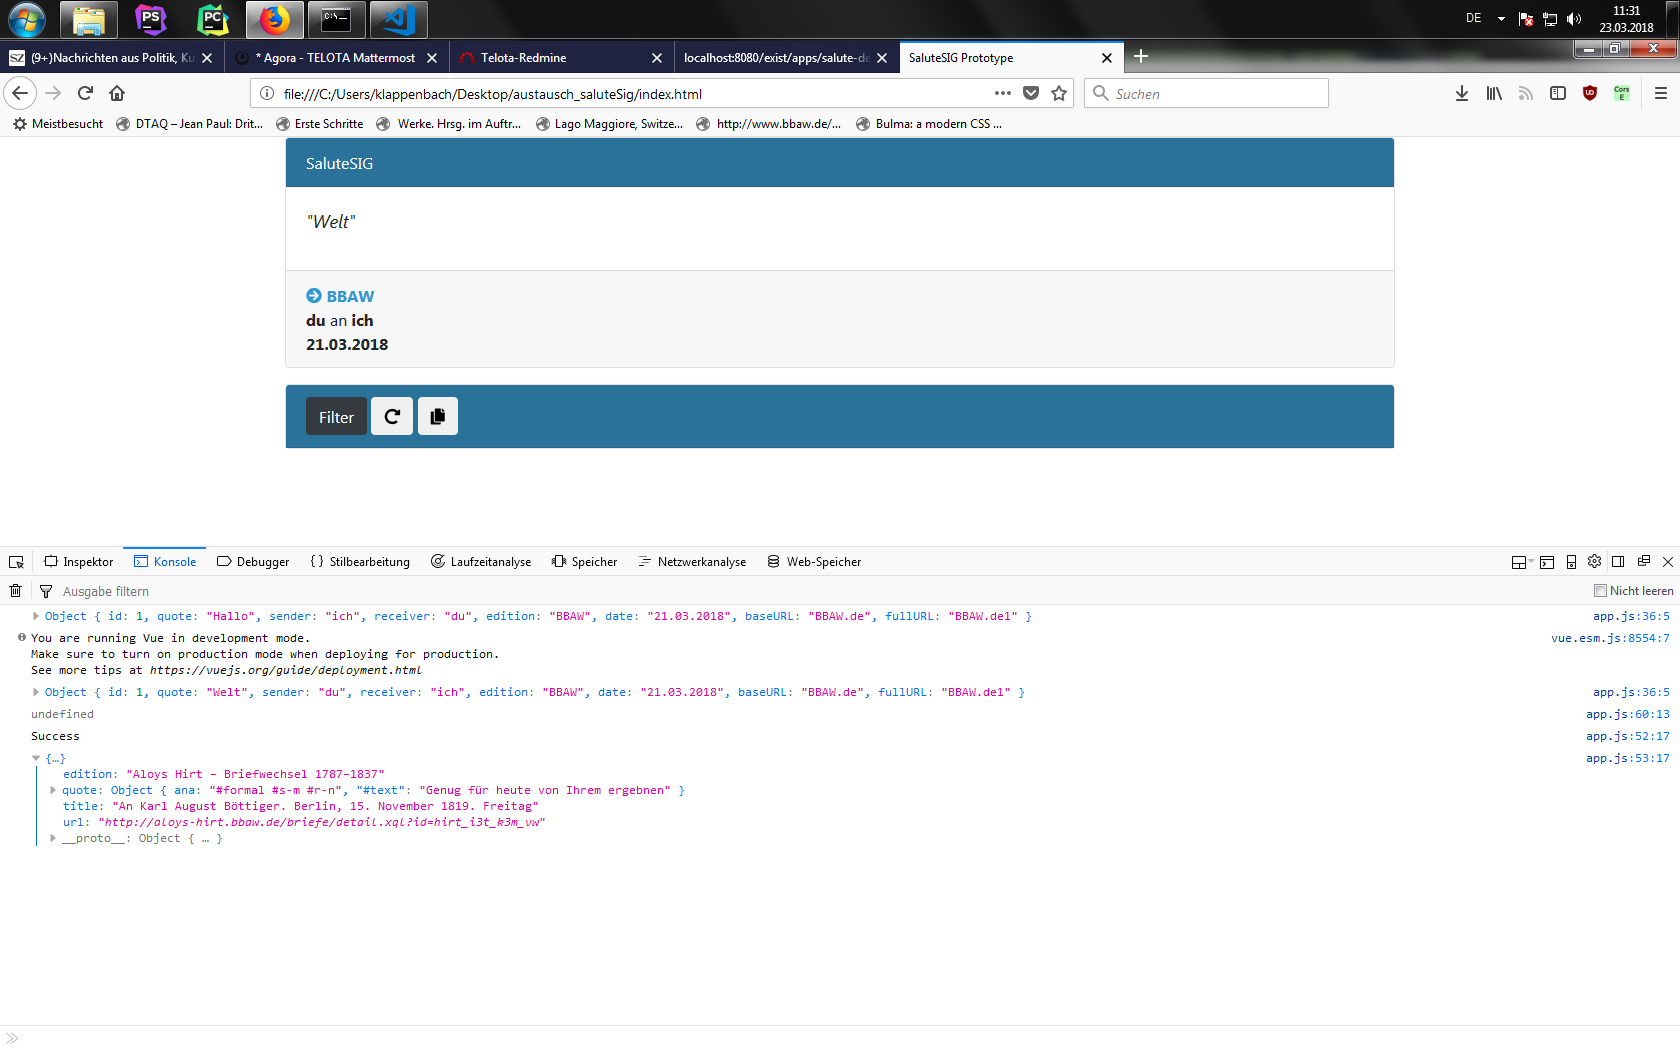 PS
PC
C:\
DE
11:31
23.03.2018
SZ (9+)Nachrichten aus Politik, Ku
* Agora - TELOTA Mattermost
Telota-Redmine
localhost:8080/exist/apps/salute-de
SaluteSIG Prototype
file:///C:/Users/klappenbach/Desktop/austausch_saluteSig/index.html
Suchen
Cors
E
Meistbesucht
DTAQ – Jean Paul: Drit...
Erste Schritte
Werke. Hrsg. im Auftr...
Lago Maggiore, Switze...
http://www.bbaw.de/...
Bulma: a modern CSS ...
SaluteSIG
"Welt"
BBAW
du an ich
21.03.2018
Filter
Inspektor
Konsole
Debugger
{ } Stilbearbeitung
Laufzeitanalyse
Speicher
Netzwerkanalyse
Web-Speicher
Ausgabe filtern
Nicht leeren
Object { id: 1, quote: "Hallo", sender: "ich", receiver: "du", edition: "BBAW", date: "21.03.2018", baseURL: "BBAW.de", fullURL: "BBAW.de1" } app.js:36:5
You are running Vue in development mode. vue.esm.js:8554:7
Make sure to turn on production mode when deploying for production.
See more tips at https://vuejs.org/guide/deployment.html
Object { id: 1, quote: "Welt", sender: "du", receiver: "ich", edition: "BBAW", date: "21.03.2018", baseURL: "BBAW.de", fullURL: "BBAW.de1" } app.js:36:5
undefined app.js:60:13
Success app.js:52:17
{…} app.js:53:17
edition: "Aloys Hirt – Briefwechsel 1787–1837"
quote: Object { ana: "#formal #s-m #r-n", "#text": "Genug für heute von Ihrem ergebnen" }
title: "An Karl August Böttiger. Berlin, 15. November 1819. Freitag"
url: "http://aloys-hirt.bbaw.de/briefe/detail.xql?id=hirt_i3t_k3m_vw"
__proto__: Object { … }